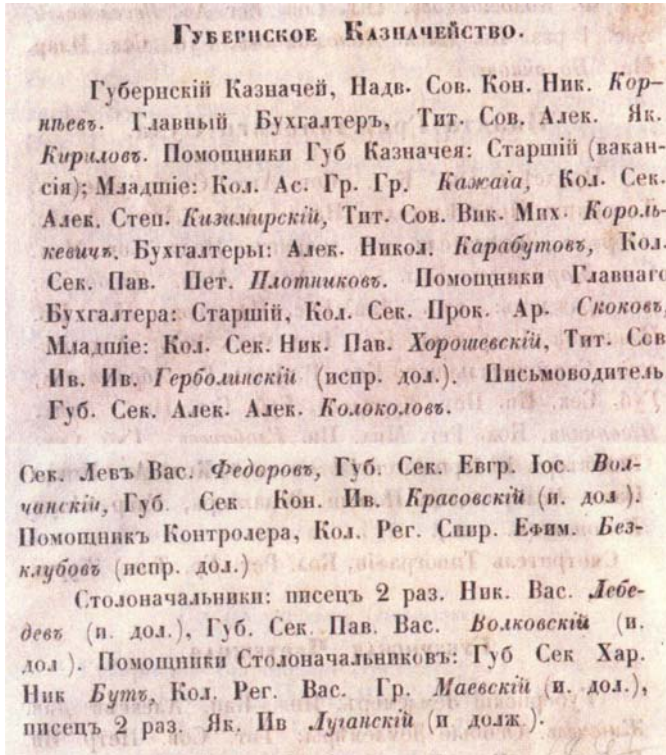 Губернское Казначейство.
Губернскій Казначей, Надв. Сов. Кон. Ник. Кор-
нѣевъ. Главный Бухгалтеръ, Тит. Сов. Алек. Як.
Кириловъ. Помощники Губ Казначея: Старшій (вакан-
сія); Младшіе: Кол. Ас. Гр. Гр. Кажаіа, Кол. Сек.
Алек. Степ. Кизимирскій, Тит. Сов. Вик. Мих. Король-
кевичъ. Бухгалтеры: Алек. Никол. Карабутовъ, Кол.
Сек. Пав. Пет. Плотниковъ. Помощники Главнаго
Бухгалтера: Старшій, Кол. Сек. Прок. Ар. Скоковъ,
Младшіе: Кол. Сек. Ник. Пав. Хорошевскій, Тит. Сов
Ив. Ив. Герболинскій (испр. дол.). Письмоводитель
Губ. Сек. Алек. Алек. Колоколовъ.
Сек. Левъ Вас. Федоровъ, Губ. Сек. Евгр. Іос. Вол-
чанскій, Губ. Сек Кон. Ив. Красовскій (и. дол ).
Помощникъ Контролера, Кол. Рег. Спир. Ефим. Без-
клубовъ (испр. дол.)
Столоначальники: писецъ 2 раз. Ник. Вас. Лебе-
девъ (и. дол.), Губ. Сек. Пав. Вас. Волковскій (и.
дол ). Помощники Столоначальниковъ: Губ Сек Хар.
Ник Бутъ, Кол. Рег. Вас. Гр. Маевскій (и. дол.),
писецъ 2 раз. Як. Ив Луганскій (и долж.).